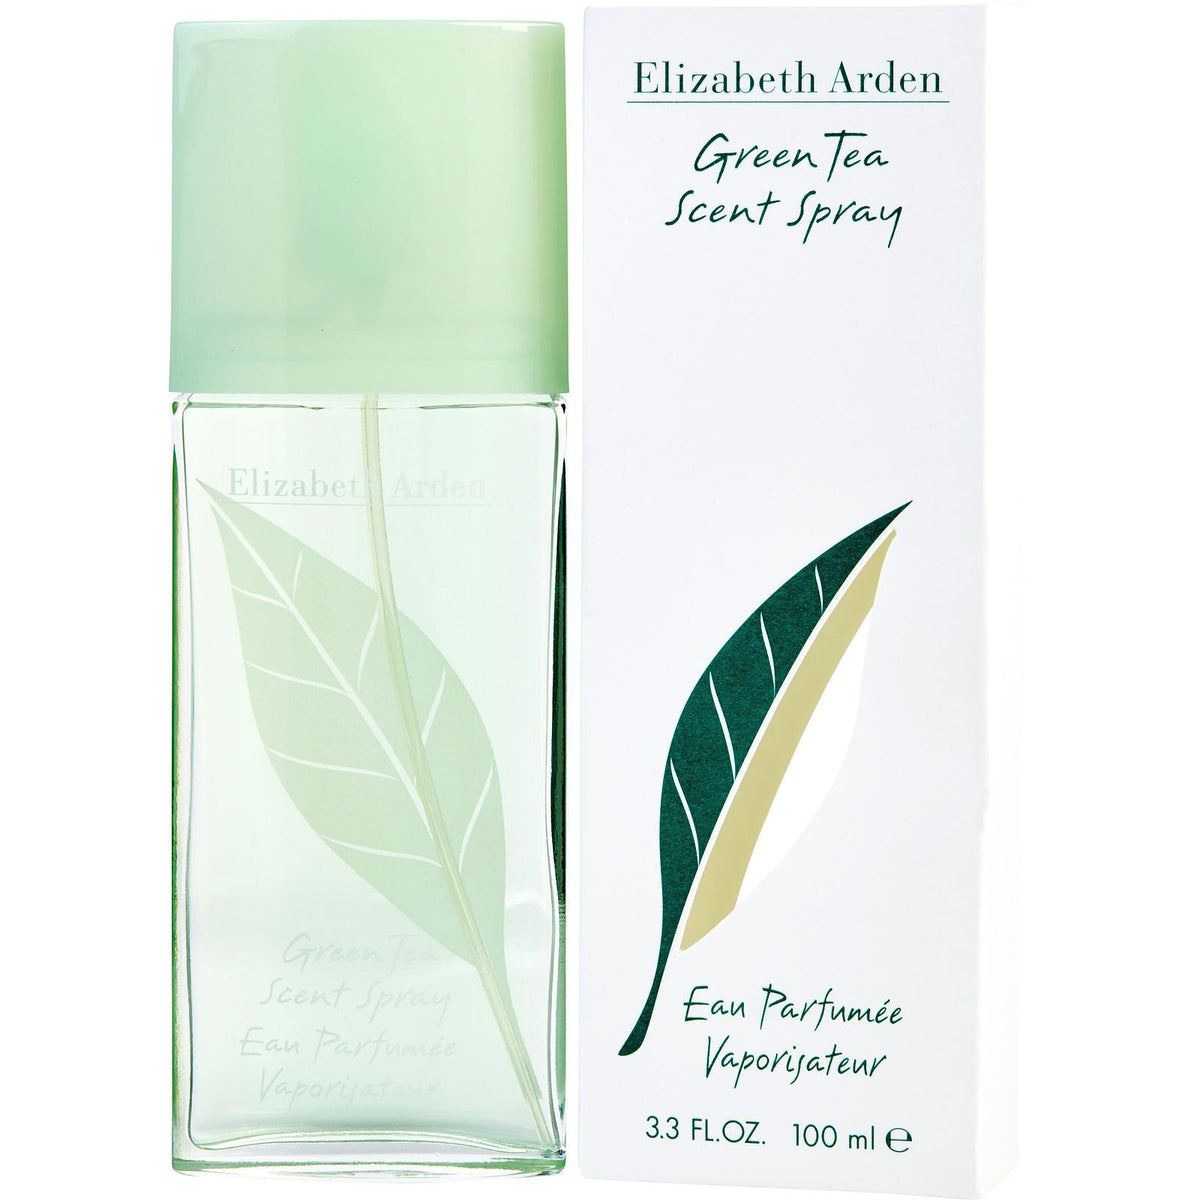 Elizabeth Arden
Green Tea
Scent Spray
Eau Parfumée
Vaporisateur
Elizabeth Arden
Green Tea
Scent Spray
Eau Parfumée
Vaporisateur
3.3 FL.OZ. 100 ml ℮